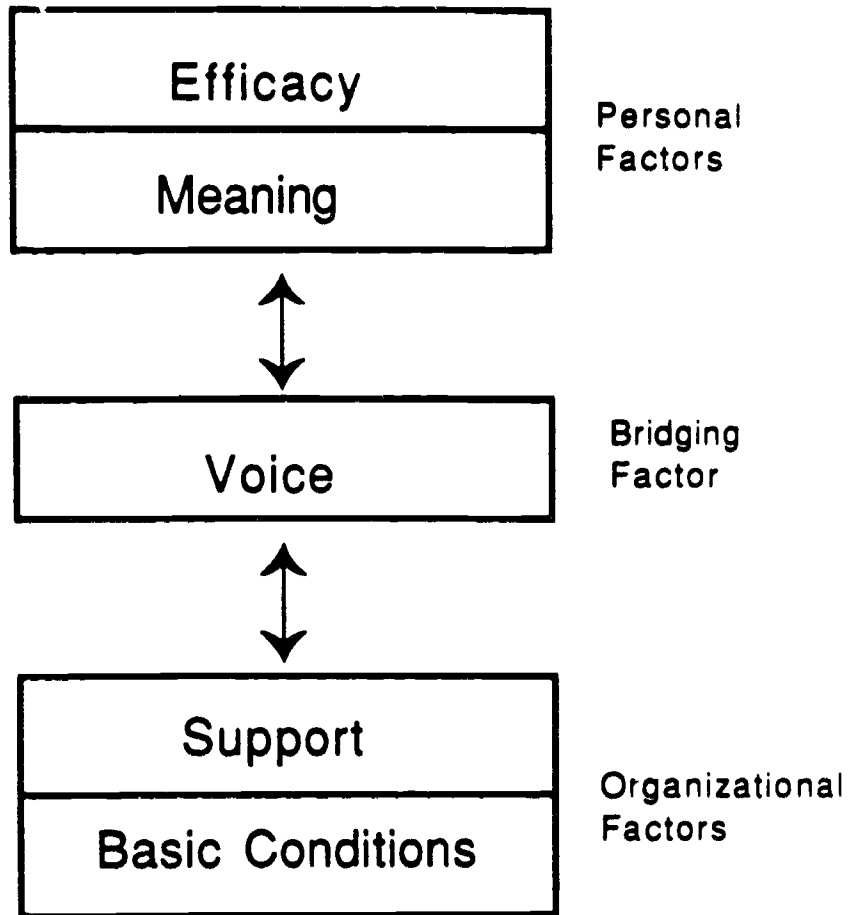 Efficacy
Personal
Factors
Meaning
Bridging
Factor
Voice
Support
Organizational
Factors
Basic Conditions